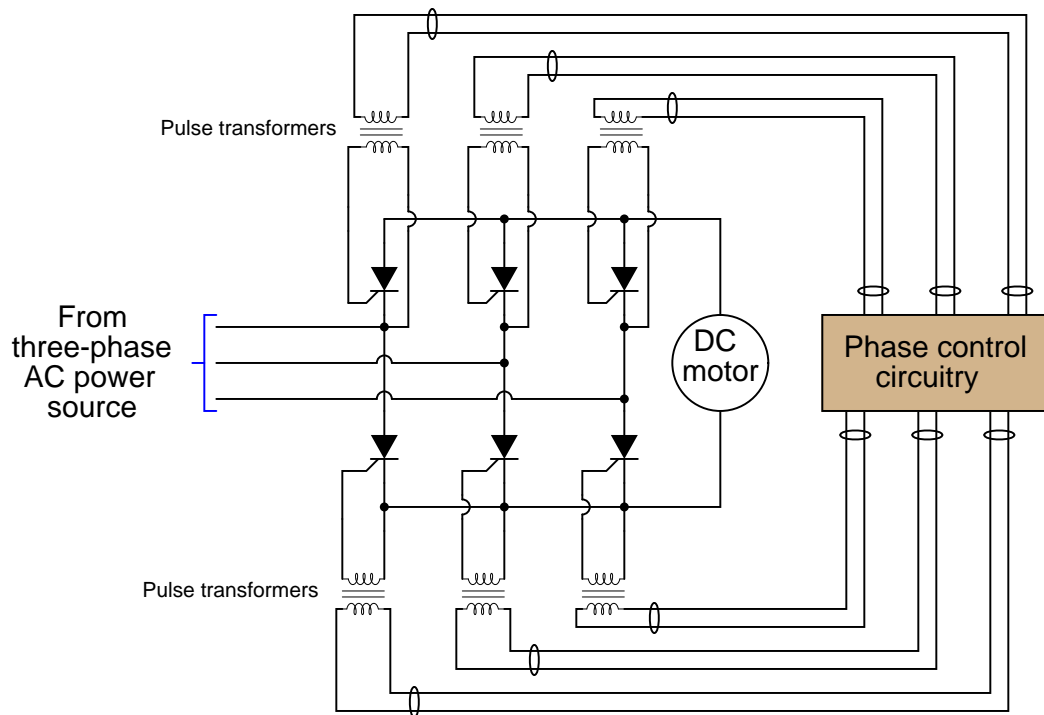 Pulse transformers
From
three-phase
AC power
source
DC
motor
Phase control
circuitry
Pulse transformers